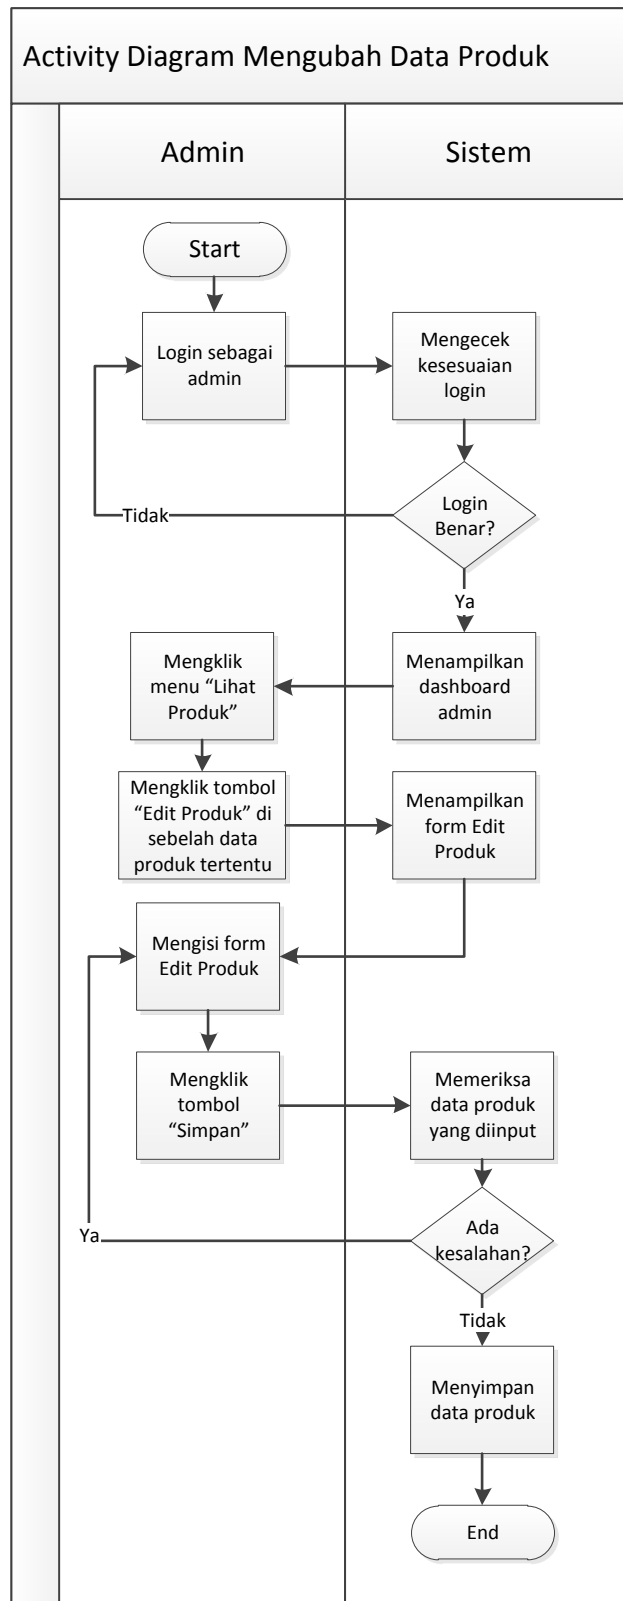 Activity Diagram Mengubah Data Produk
Admin
Sistem
Start
Login sebagai
admin
Mengecek
kesesuaian
login
Login
Benar?
Tidak
Ya
Menampilkan
dashboard
admin
Mengklik
menu “Lihat
Produk”
Mengklik tombol
“Edit Produk” di
sebelah data
produk tertentu
Menampilkan
form Edit
Produk
Mengisi form
Edit Produk
Mengklik
tombol
“Simpan”
Memeriksa
data produk
yang diinput
Ada
kesalahan?
Ya
Tidak
Menyimpan
data produk
End